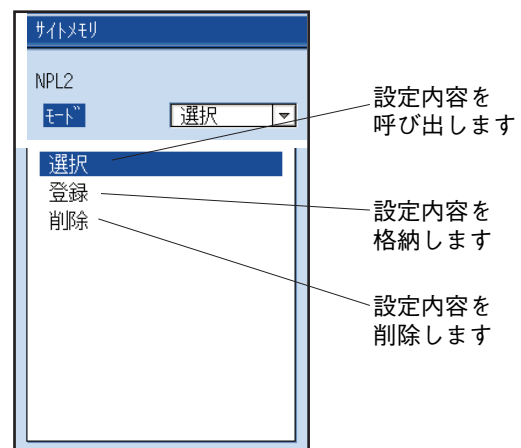 サイトメモリ
NPL2
モード
選択
選択
登録
削除
設定内容を
呼び出します
設定内容を
格納します
設定内容を
削除します